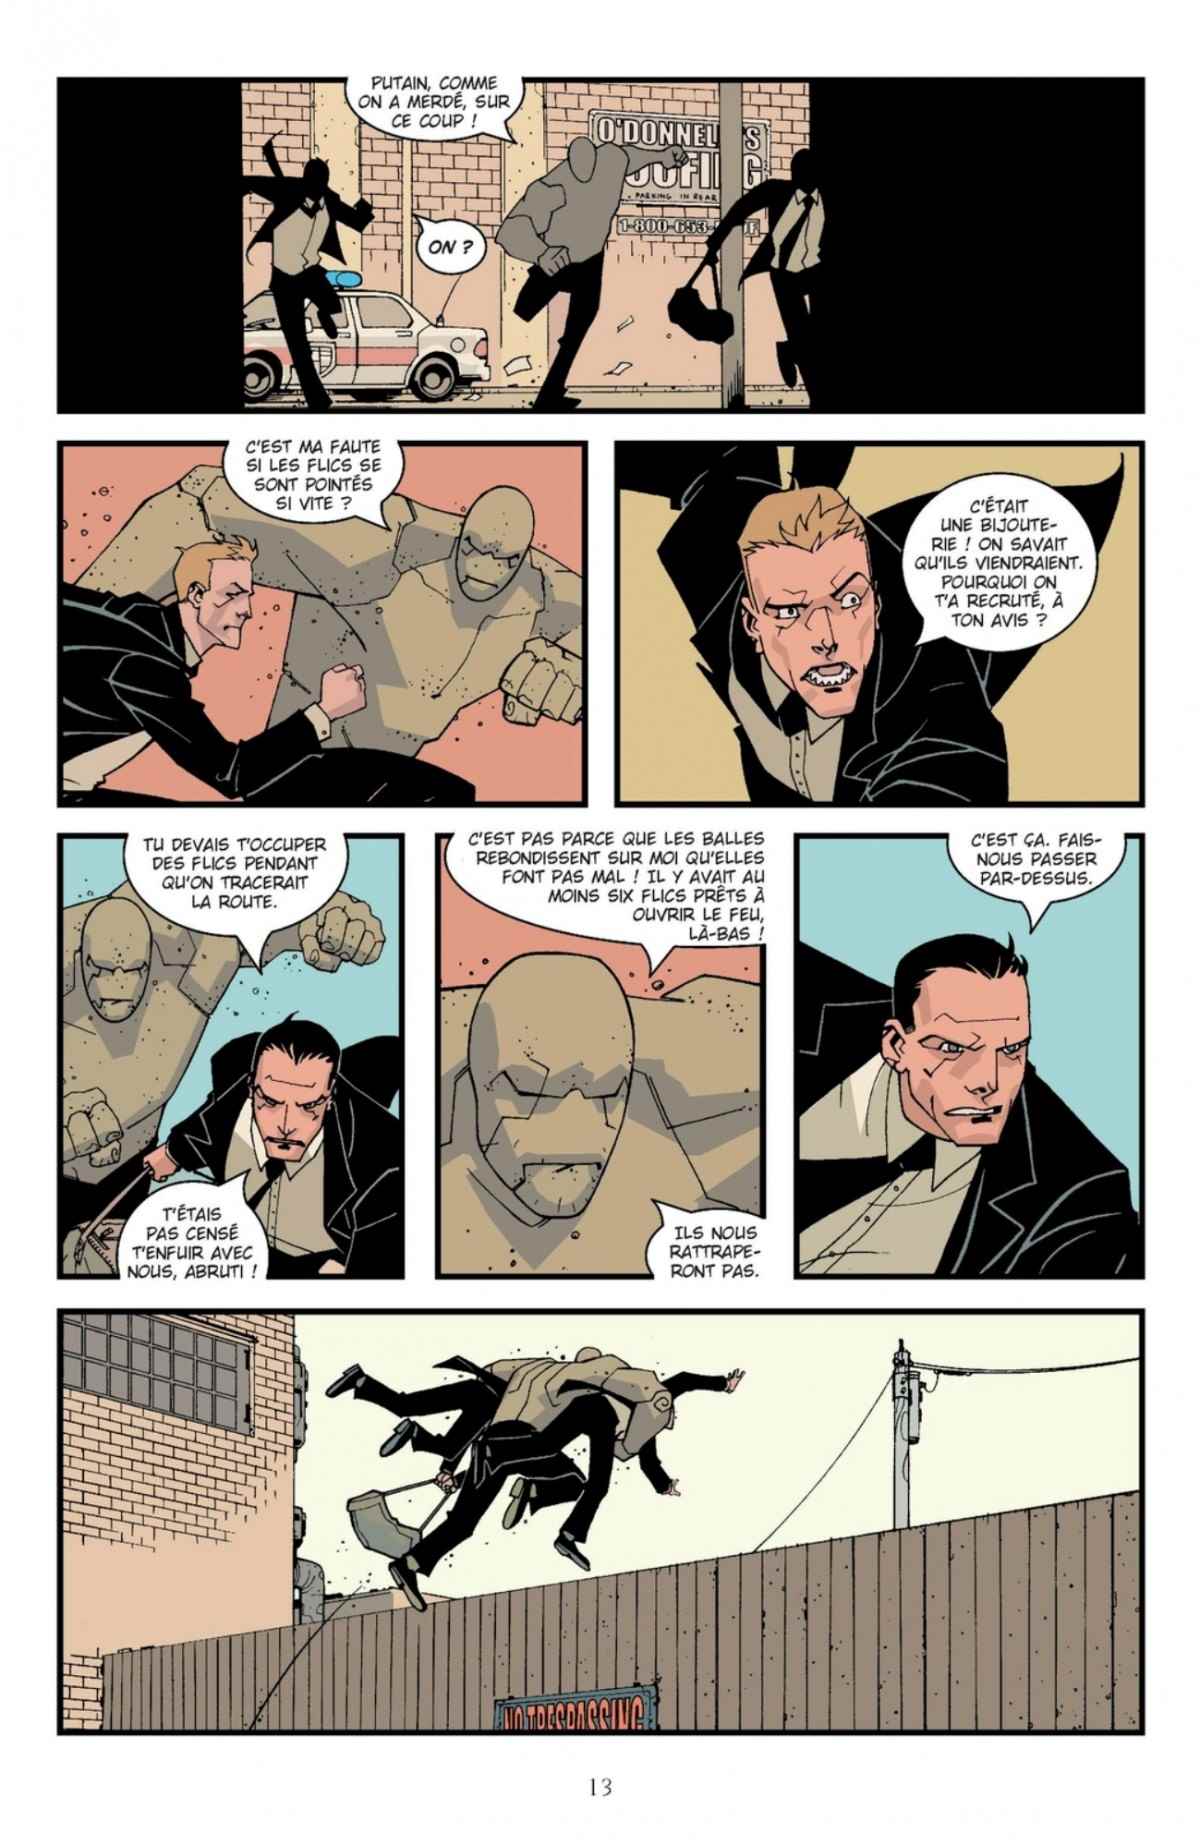 PUTAIN, COMME
ON A MERDÉ, SUR
CE COUP !
O'DONNELL'S
PARKING IN REAR
1-800-653-
ON ?
C'EST MA FAUTE
SI LES FLICS SE
SONT POINTÉS
SI VITE ?
C'ÉTAIT
UNE BIJOUTE-
RIE ! ON SAVAIT
QU'ILS VIENDRAIENT.
POURQUOI ON
T'A RECRUTÉ, À
TON AVIS ?
TU DEVAIS T'OCCUPER
DES FLICS PENDANT
QU'ON TRACERAIT
LA ROUTE.
T'ÉTAIS
PAS CENSÉ
T'ENFUIR AVEC
NOUS, ABRUTI !
C'EST PAS PARCE QUE LES BALLES
REBONDISSENT SUR MOI QU'ELLES
FONT PAS MAL ! IL Y AVAIT AU
MOINS SIX FLICS PRÊTS À
OUVRIR LE FEU,
LÀ-BAS !
ILS NOUS
RATTRAPE-
RONT PAS.
C'EST ÇA. FAIS-
NOUS PASSER
PAR-DESSUS.
NO TRESPASSING
13